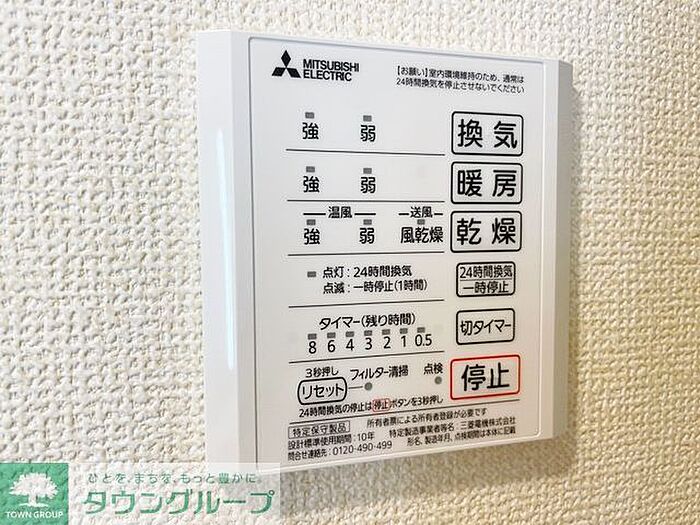 MITSUBISHI
ELECTRIC
【お願い】室内環境維持のため、通常は
24時間換気を停止させないでください
強 弱 換気
強 弱 暖房
温風 送風
強 弱 風乾燥 乾燥
点灯：24時間換気
点滅：一時停止(1時間)
24時間換気
一時停止
タイマー(残り時間)
8 6 4 3 2 1 0.5
切タイマー
3秒押し
リセット フィルター清掃 点検
停止
24時間換気の停止は停止ボタンを3秒押し
所有者票による所有者登録が必要です
特定保守製品 特定製造事業者等名：三菱電機株式会社
設計標準使用期間：10年 形名、製造年月、点検期間は本体に記載
問合せ連絡先：0120-490-499
ひとを、まちを、もっと豊かに。
タウングループ
TOWN GROUP